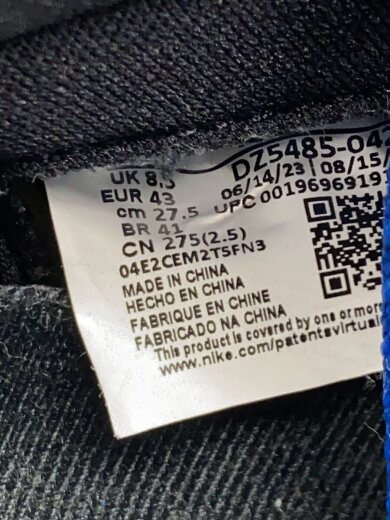 UK 8,5
EUR 43
cm 27.5
BR 41
CN 275(2.5)
04E2CEM2T5FN3
DZ5485-04
06/14/23 08/15
UPC 00196969191
MADE IN CHINA
HECHO EN CHINA
FABRIQUE EN CHINE
FABRICADO NA CHINA
This product is covered by one or more
www.nike.com/patentsvirtual